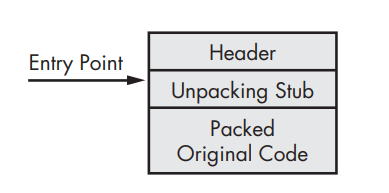 Header
Entry Point
Unpacking Stub
Packed
Original Code